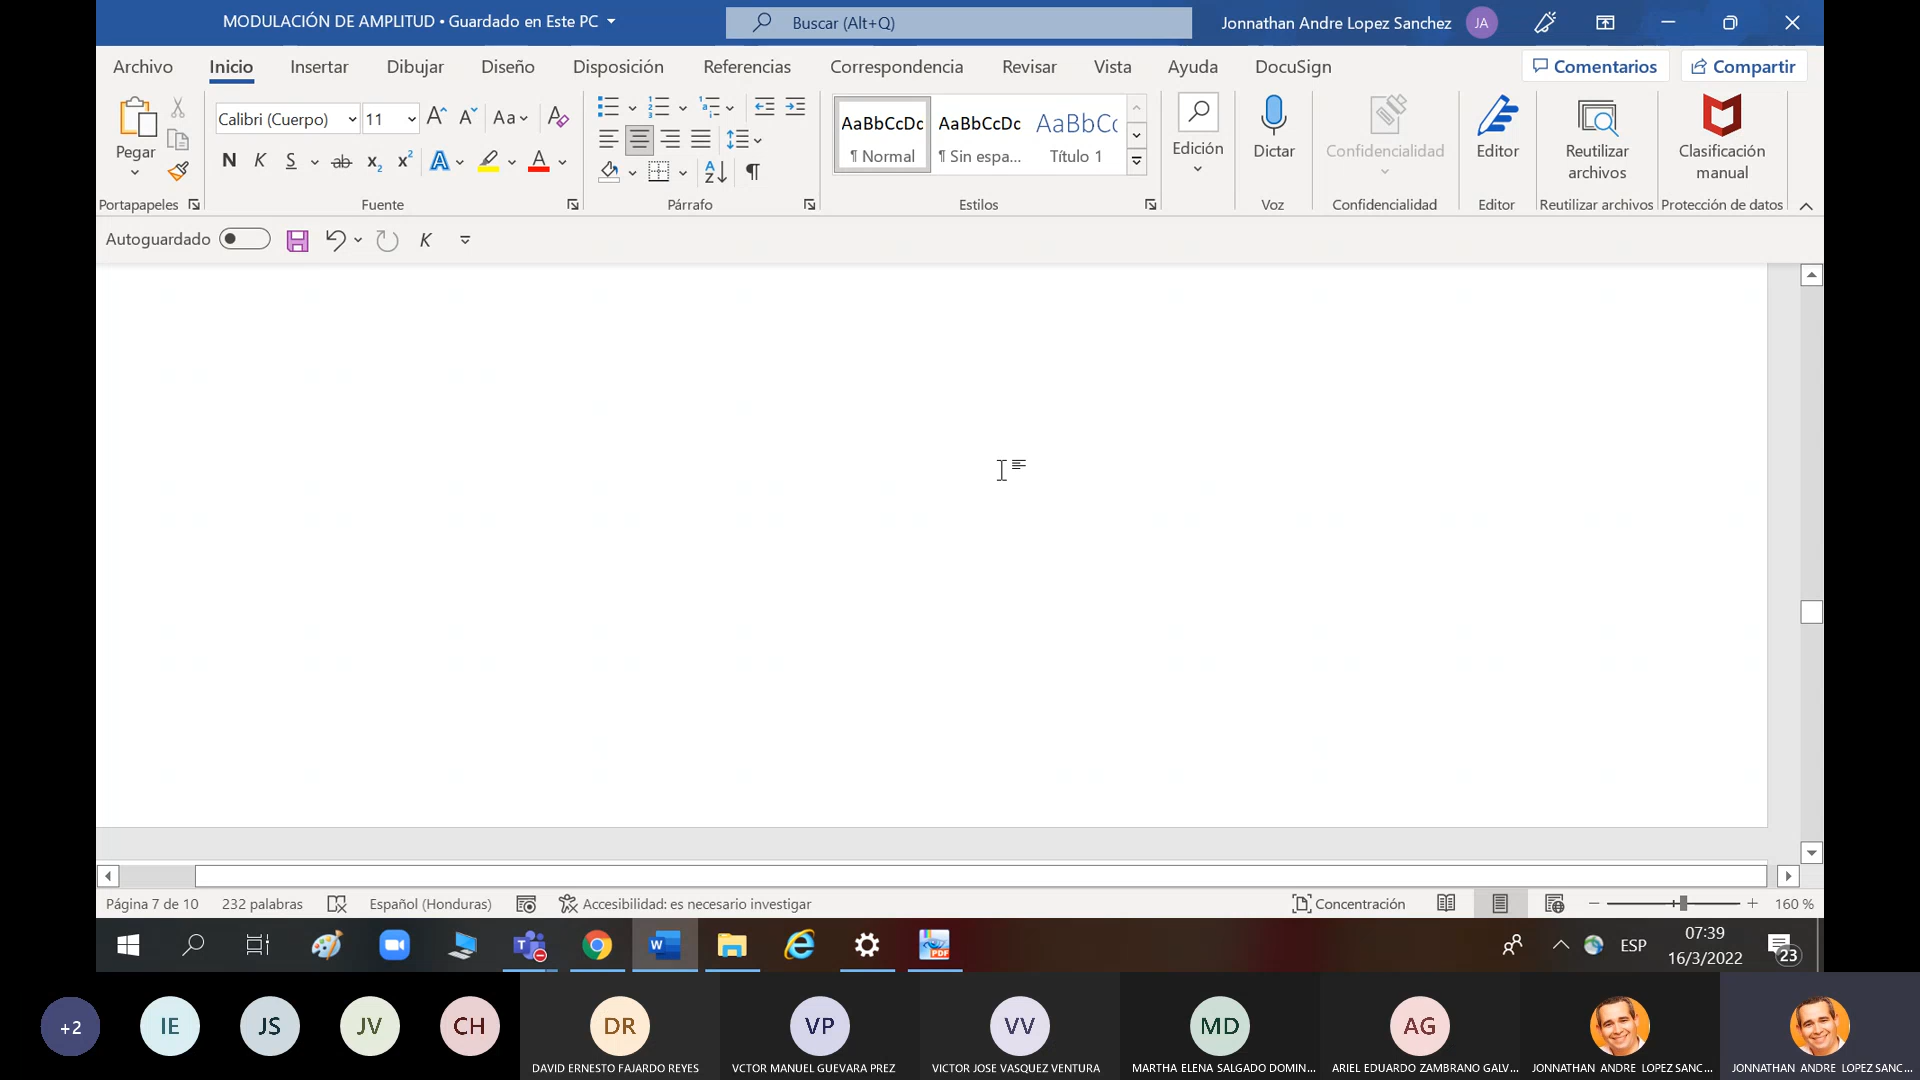 MODULACIÓN DE AMPLITUD • Guardado en Este PC
Buscar (Alt+Q)
Jonnathan Andre Lopez Sanchez
JA
Archivo
Inicio
Insertar
Dibujar
Diseño
Disposición
Referencias
Correspondencia
Revisar
Vista
Ayuda
DocuSign
Comentarios
Compartir
Pegar
Calibri (Cuerpo)
11
Aa
N K S ab x2 x2 A A
AaBbCcDc
¶ Normal
AaBbCcDc
¶ Sin espa...
AaBbCc
Título 1
Edición
Dictar
Confidencialidad
Editor
Reutilizar
archivos
Clasificación
manual
Portapapeles
Fuente
Párrafo
Estilos
Voz
Confidencialidad
Editor
Reutilizar archivos
Protección de datos
Autoguardado
K
Página 7 de 10
232 palabras
Español (Honduras)
Accesibilidad: es necesario investigar
Concentración
160 %
ESP
07:39
16/3/2022
23
+2
IE
JS
JV
CH
DR
VP
VV
MD
AG
DAVID ERNESTO FAJARDO REYES
VCTOR MANUEL GUEVARA PREZ
VICTOR JOSE VASQUEZ VENTURA
MARTHA ELENA SALGADO DOMIN...
ARIEL EDUARDO ZAMBRANO GALV...
JONNATHAN ANDRE LOPEZ SANC...
JONNATHAN ANDRE LOPEZ SANC...